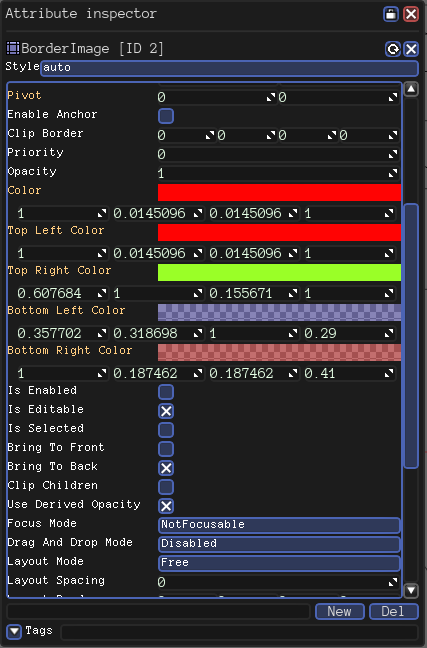 Attribute inspector
BorderImage [ID 2]
Style auto
Pivot 0 0
Enable Anchor
Clip Border 0 0 0 0
Priority 0
Opacity 1
Color
1 0.0145096 0.0145096 1
Top Left Color
1 0.0145096 0.0145096 1
Top Right Color
0.607684 1 0.155671 1
Bottom Left Color
0.357702 0.318698 1 0.29
Bottom Right Color
1 0.187462 0.187462 0.41
Is Enabled
Is Editable
Is Selected
Bring To Front
Bring To Back
Clip Children
Use Derived Opacity
Focus Mode NotFocusable
Drag And Drop Mode Disabled
Layout Mode Free
Layout Spacing 0
New Del
Tags